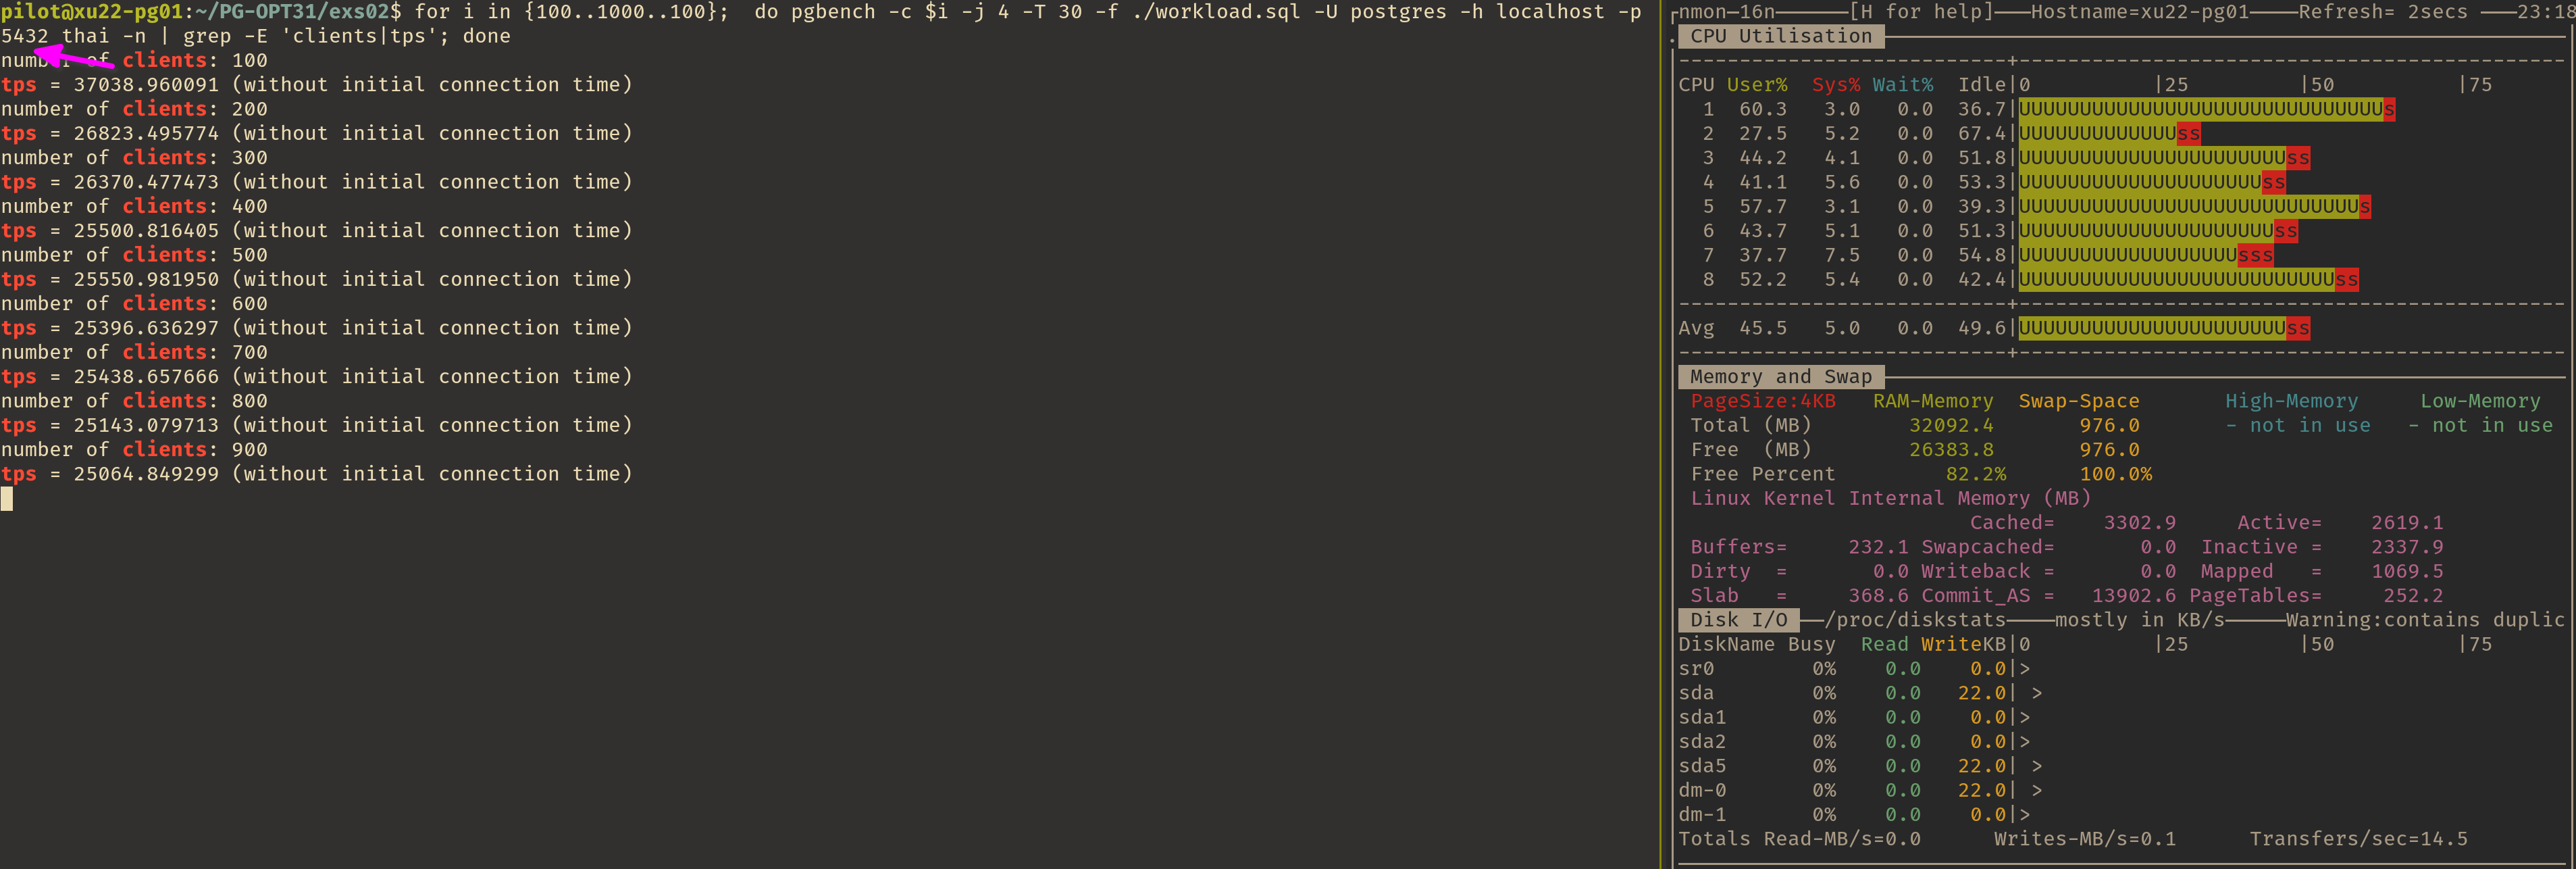 pilot@xu22-pg01:~/PG-OPT31/exs02$ for i in {100..1000..100};  do pgbench -c $i -j 4 -T 30 -f ./workload.sql -U postgres -h localhost -p
5432 thai -n | grep -E 'clients|tps'; done
number of clients: 100
tps = 37038.960091 (without initial connection time)
number of clients: 200
tps = 26823.495774 (without initial connection time)
number of clients: 300
tps = 26370.477473 (without initial connection time)
number of clients: 400
tps = 25500.816405 (without initial connection time)
number of clients: 500
tps = 25550.981950 (without initial connection time)
number of clients: 600
tps = 25396.636297 (without initial connection time)
number of clients: 700
tps = 25438.657666 (without initial connection time)
number of clients: 800
tps = 25143.079713 (without initial connection time)
number of clients: 900
tps = 25064.849299 (without initial connection time)
nmon─16n──────[H for help]───Hostname=xu22-pg01────Refresh= 2secs ───23:18
CPU Utilisation
---------------------------+---------------------------------------------
CPU User% Sys% Wait% Idle|0 |25 |50 |75
1 60.3 3.0 0.0 36.7|UUUUUUUUUUUUUUUUUUUUUUUUUUUUUUs
2 27.5 5.2 0.0 67.4|UUUUUUUUUUUUUss
3 44.2 4.1 0.0 51.8|UUUUUUUUUUUUUUUUUUUUUUss
4 41.1 5.6 0.0 53.3|UUUUUUUUUUUUUUUUUUUUss
5 57.7 3.1 0.0 39.3|UUUUUUUUUUUUUUUUUUUUUUUUUUUUs
6 43.7 5.1 0.0 51.3|UUUUUUUUUUUUUUUUUUUUUss
7 37.7 7.5 0.0 54.8|UUUUUUUUUUUUUUUUUUsss
8 52.2 5.4 0.0 42.4|UUUUUUUUUUUUUUUUUUUUUUUUUUss
---------------------------+---------------------------------------------
Avg 45.5 5.0 0.0 49.6|UUUUUUUUUUUUUUUUUUUUUUss
---------------------------+---------------------------------------------
Memory and Swap
PageSize:4KB RAM-Memory Swap-Space High-Memory Low-Memory
Total (MB) 32092.4 976.0 - not in use - not in use
Free (MB) 26383.8 976.0
Free Percent 82.2% 100.0%
Linux Kernel Internal Memory (MB)
Cached= 3302.9 Active= 2619.1
Buffers= 232.1 Swapcached= 0.0 Inactive = 2337.9
Dirty = 0.0 Writeback = 0.0 Mapped = 1069.5
Slab = 368.6 Commit_AS = 13902.6 PageTables= 252.2
Disk I/O ──/proc/diskstats────mostly in KB/s─────Warning:contains duplic
DiskName Busy Read WriteKB|0 |25 |50 |75
sr0 0% 0.0 0.0|>
sda 0% 0.0 22.0| >
sda1 0% 0.0 0.0|>
sda2 0% 0.0 0.0|>
sda5 0% 0.0 22.0| >
dm-0 0% 0.0 22.0| >
dm-1 0% 0.0 0.0|>
Totals Read-MB/s=0.0 Writes-MB/s=0.1 Transfers/sec=14.5